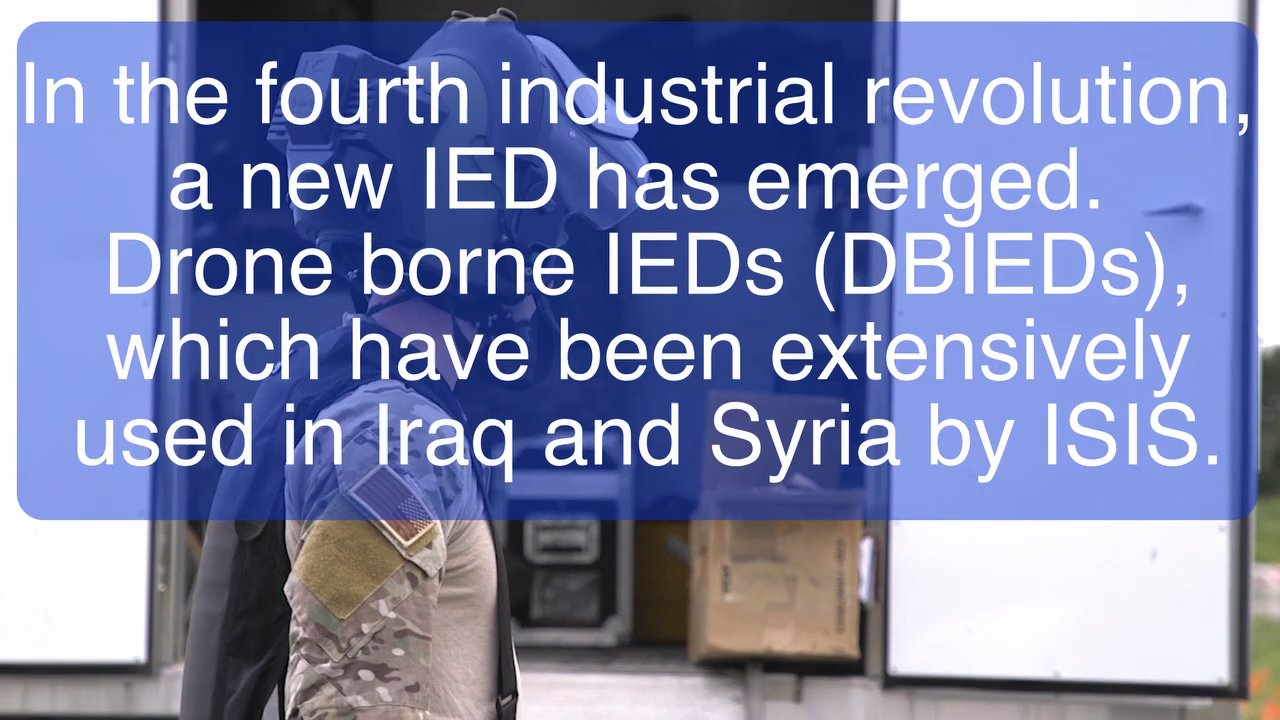 In the fourth industrial revolution,
a new IED has emerged.
Drone borne IEDs (DBIEDs),
which have been extensively
used in Iraq and Syria by ISIS.